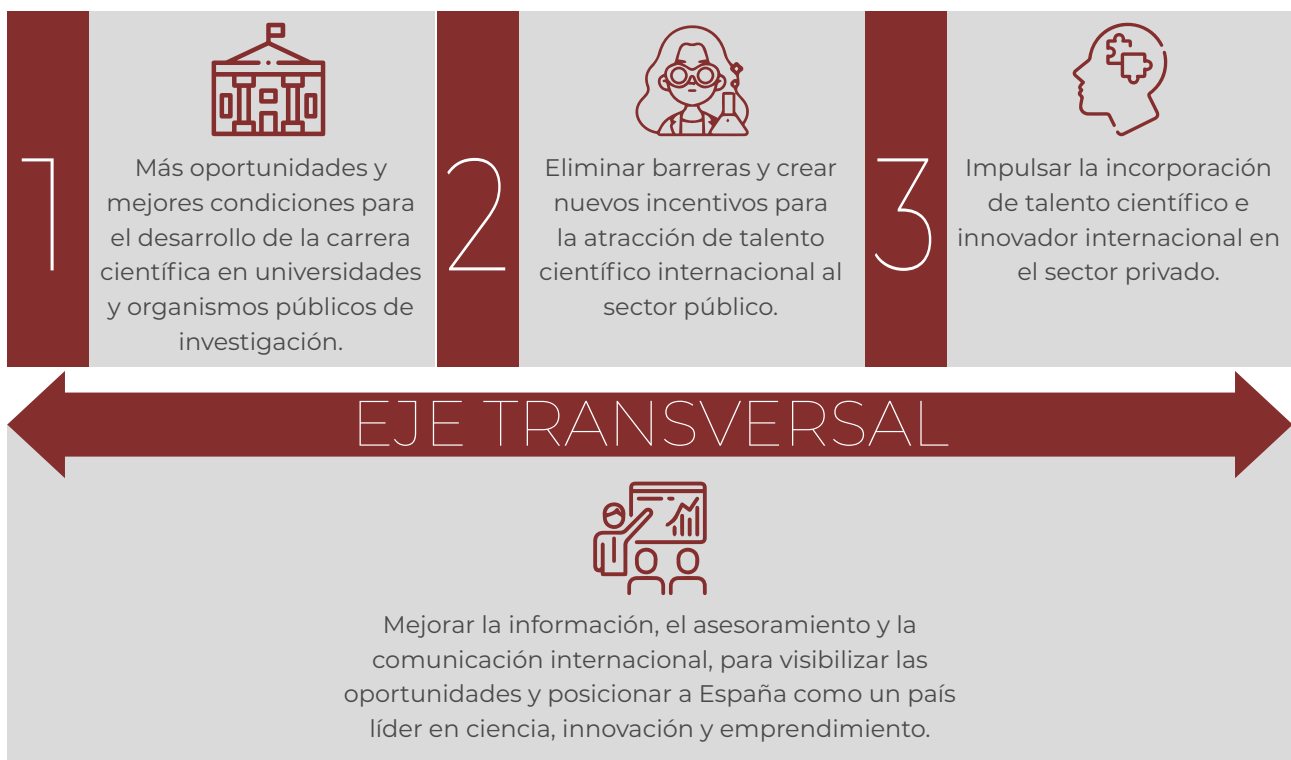 1
Más oportunidades y
mejores condiciones para
el desarrollo de la carrera
científica en universidades
y organismos públicos de
investigación.
2
Eliminar barreras y crear
nuevos incentivos para
la atracción de talento
científico internacional al
sector público.
3
Impulsar la incorporación
de talento científico e
innovador internacional en
el sector privado.
EJE TRANSVERSAL
Mejorar la información, el asesoramiento y la
comunicación internacional, para visibilizar las
oportunidades y posicionar a España como un país
líder en ciencia, innovación y emprendimiento.